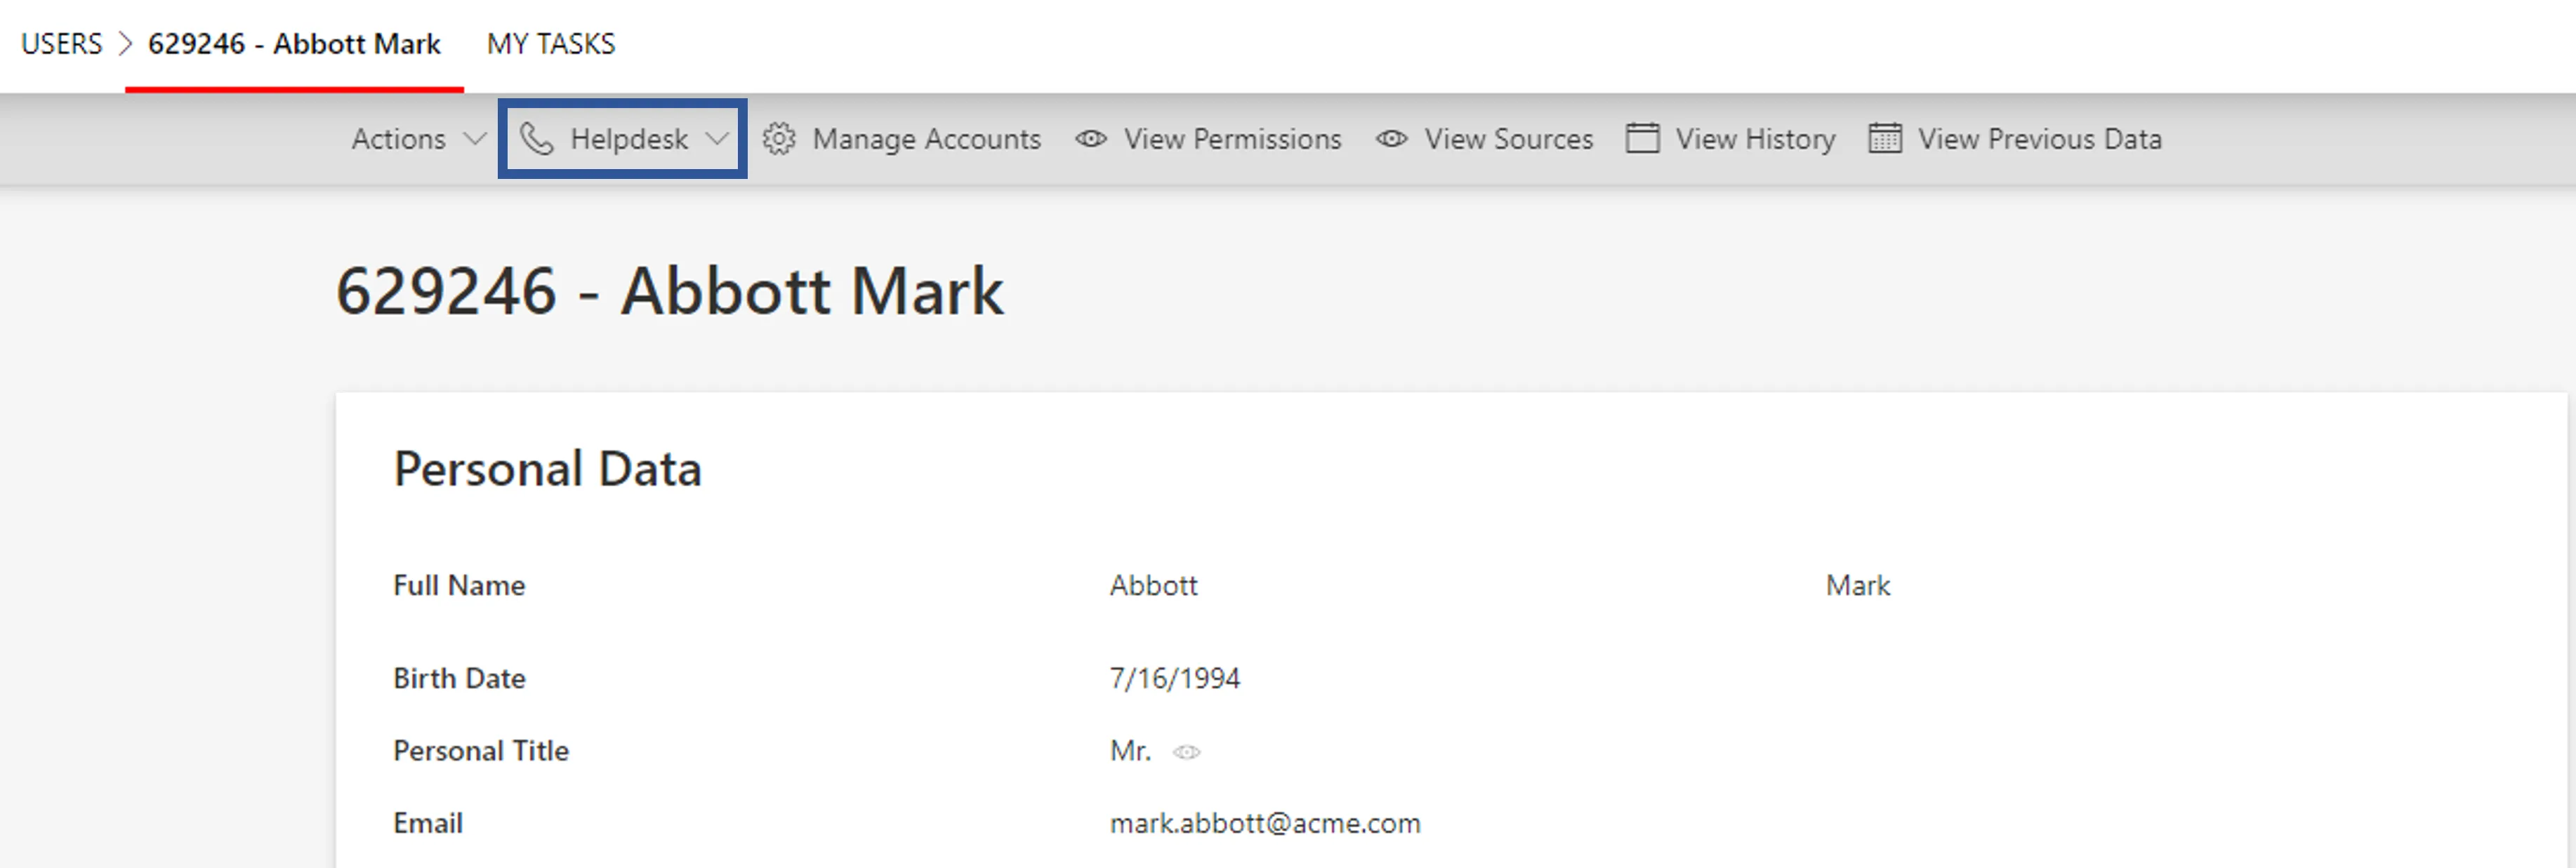 USERS 629246 - Abbott Mark MY TASKS
Actions Helpdesk Manage Accounts View Permissions View Sources View History View Previous Data
629246 - Abbott Mark
Personal Data
Full Name Abbott Mark
Birth Date 7/16/1994
Personal Title Mr.
Email mark.abbott@acme.com